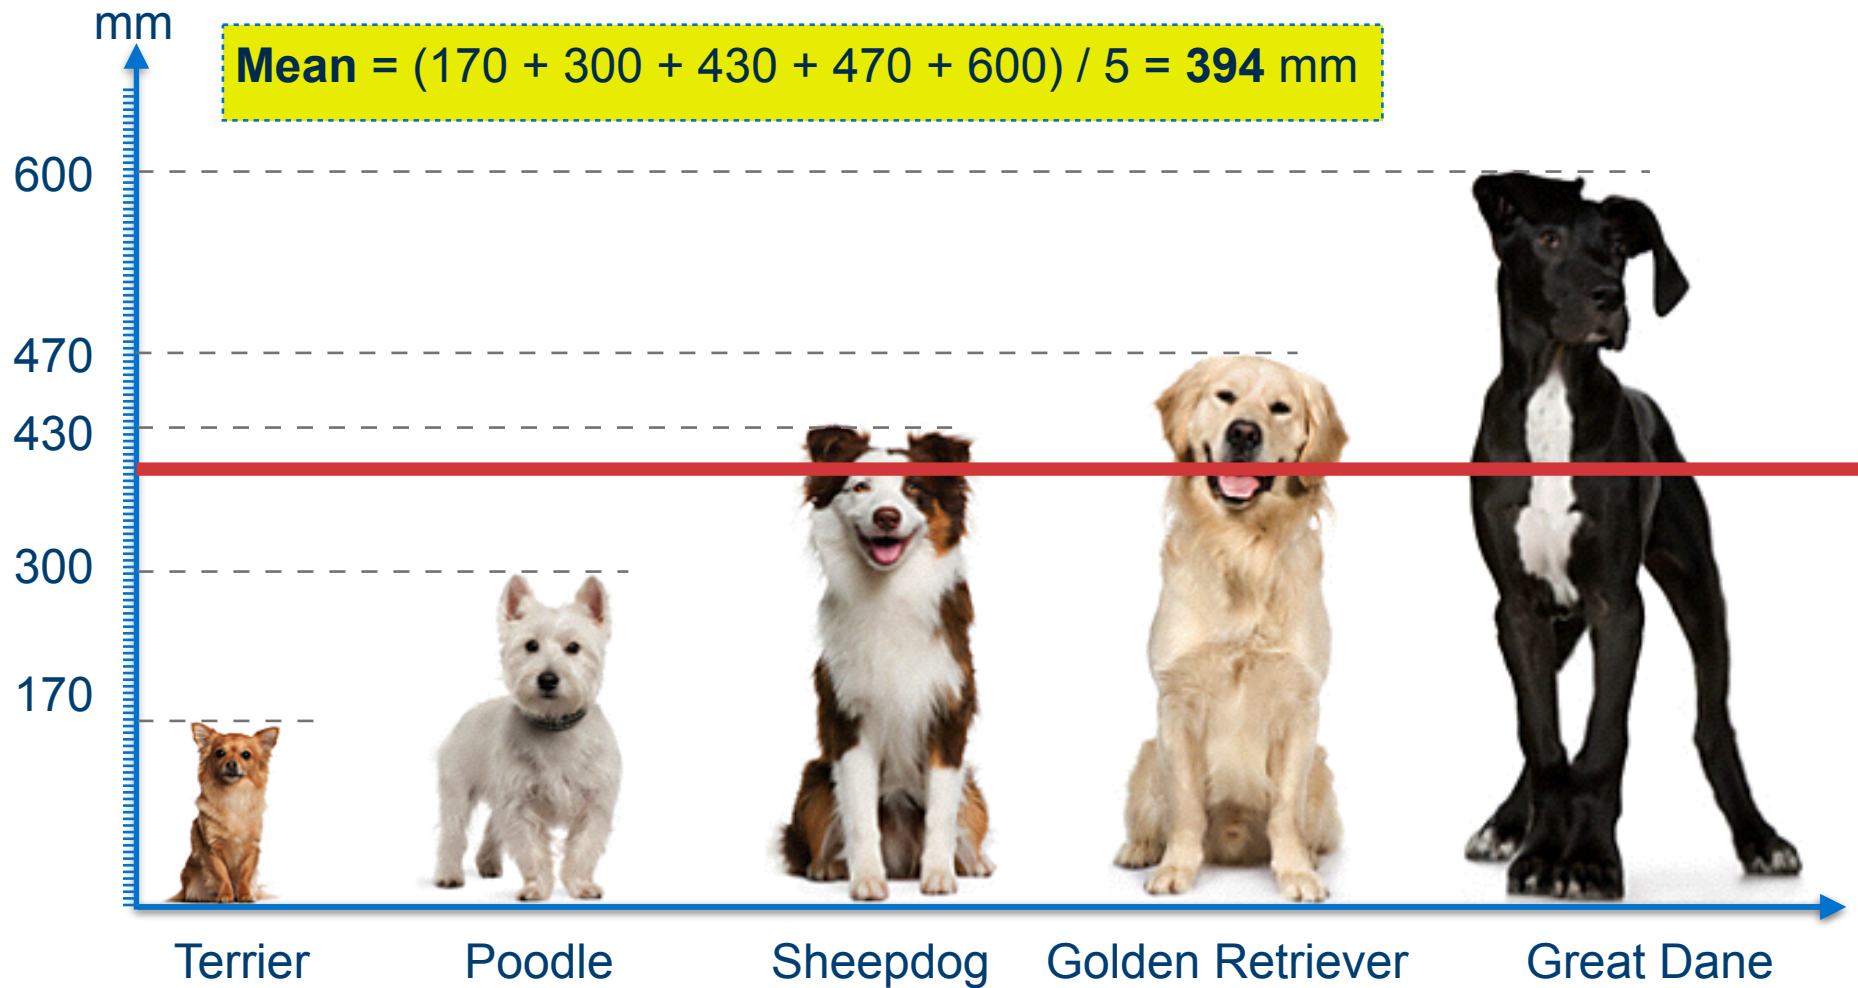 mm
Mean = (170 + 300 + 430 + 470 + 600) / 5 = 394 mm
600
470
430
300
170
Terrier Poodle Sheepdog Golden Retriever Great Dane